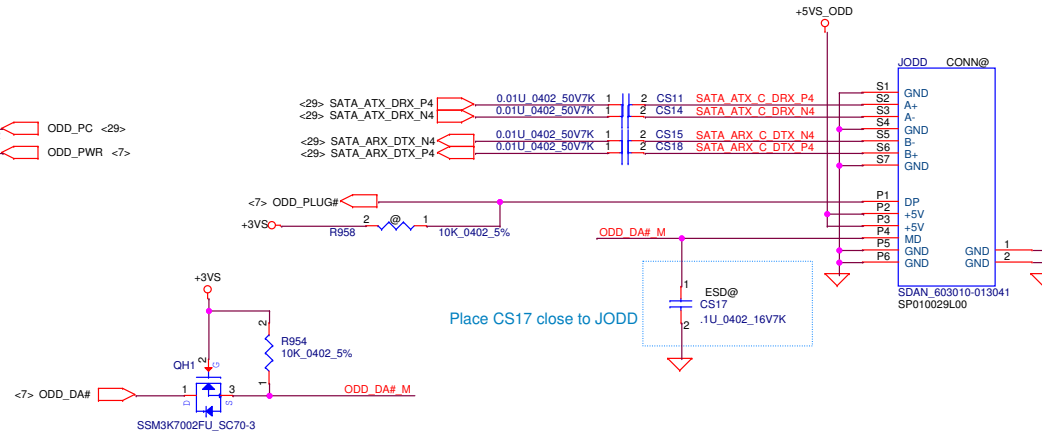 +5VS_ODD
JODD CONN@
<29> SATA_ATX_DRX_P4 0.01U_0402_50V7K 1 2 CS11 SATA_ATX_C_DRX_P4
<29> SATA_ATX_DRX_N4 0.01U_0402_50V7K 1 2 CS14 SATA_ATX_C_DRX_N4
<29> SATA_ARX_DTX_N4 0.01U_0402_50V7K 1 2 CS15 SATA_ARX_C_DTX_N4
<29> SATA_ARX_DTX_P4 0.01U_0402_50V7K 1 2 CS18 SATA_ARX_C_DTX_P4
ODD_PC <29>
ODD_PWR <7>
S1 GND
S2 A+
S3 A-
S4 GND
S5 B-
S6 B+
S7 GND
P1 DP
P2 +5V
P3 +5V
P4 MD
P5 GND
P6 GND
GND 1
GND 2
SDAN_603010-013041
SP010029L00
<7> ODD_PLUG#
+3VS 2 @ 1
R958 10K_0402_5%
ODD_DA#_M
1 ESD@
CS17
.1U_0402_16V7K
2
Place CS17 close to JODD
+3VS
2
R954
10K_0402_5%
1
QH1 2 G
<7> ODD_DA# 1 D S 3 ODD_DA#_M
SSM3K7002FU_SC70-3